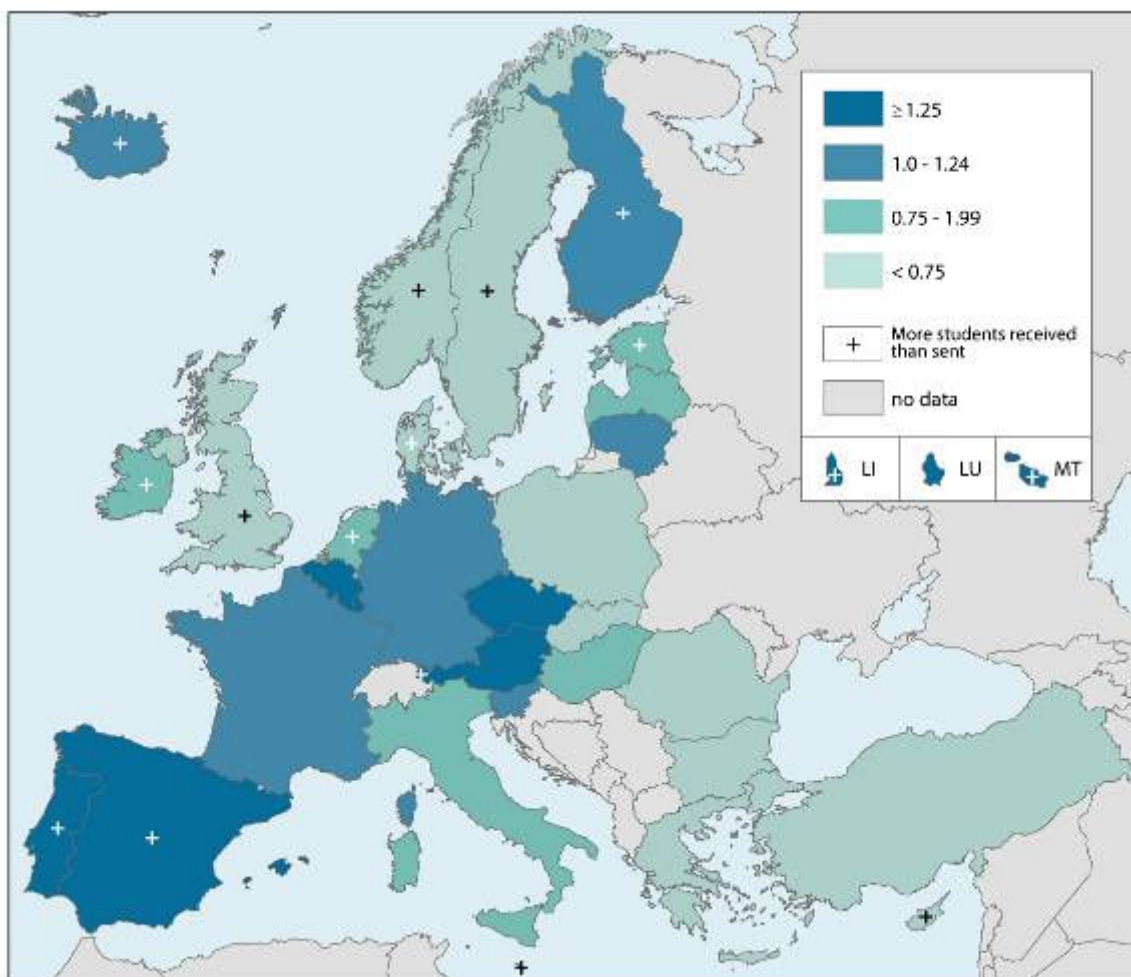 ≥ 1.25
1.0 - 1.24
0.75 - 1.99
< 0.75
More students received
than sent
no data
LI
LU
MT